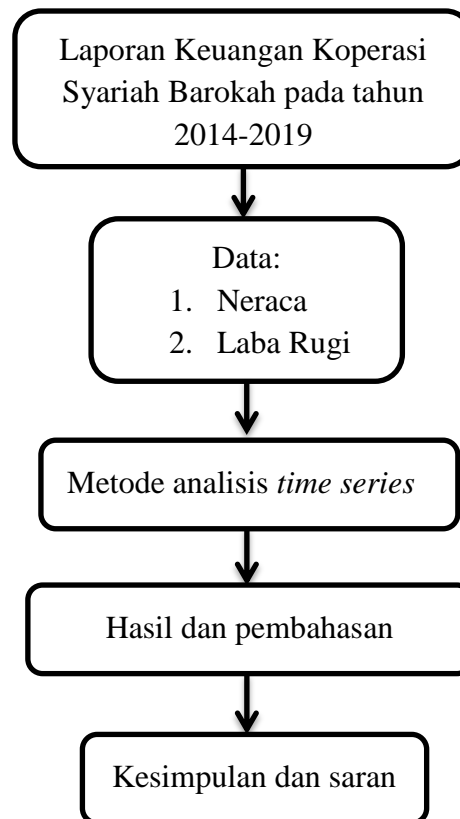 Laporan Keuangan Koperasi
Syariah Barokah pada tahun
2014-2019
Data:
1. Neraca
2. Laba Rugi
Metode analisis time series
Hasil dan pembahasan
Kesimpulan dan saran